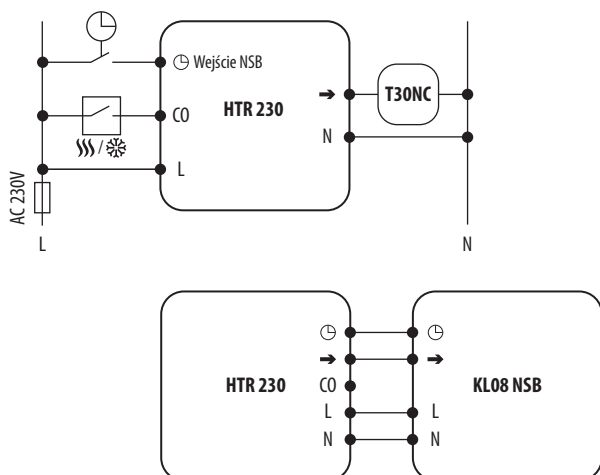 Wejście NSB
CO
HTR 230
T30NC
N
L
AC 230V
L
N
HTR 230
CO
L
N
KL08 NSB
L
N